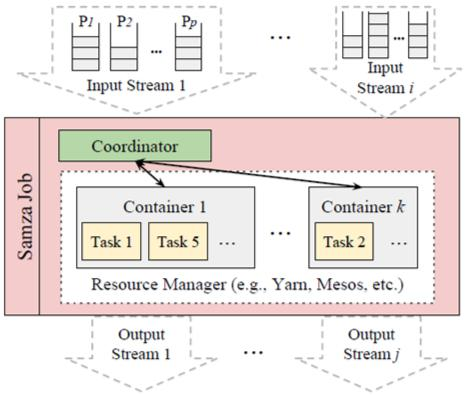 P1 P2 ... Pp
...
...
Input Stream 1
Input
Stream i
Samza Job
Coordinator
Container 1
Task 1 Task 5 ...
...
Container k
Task 2 ...
Resource Manager (e.g., Yarn, Mesos, etc.)
Output
Stream 1
...
Output
Stream j